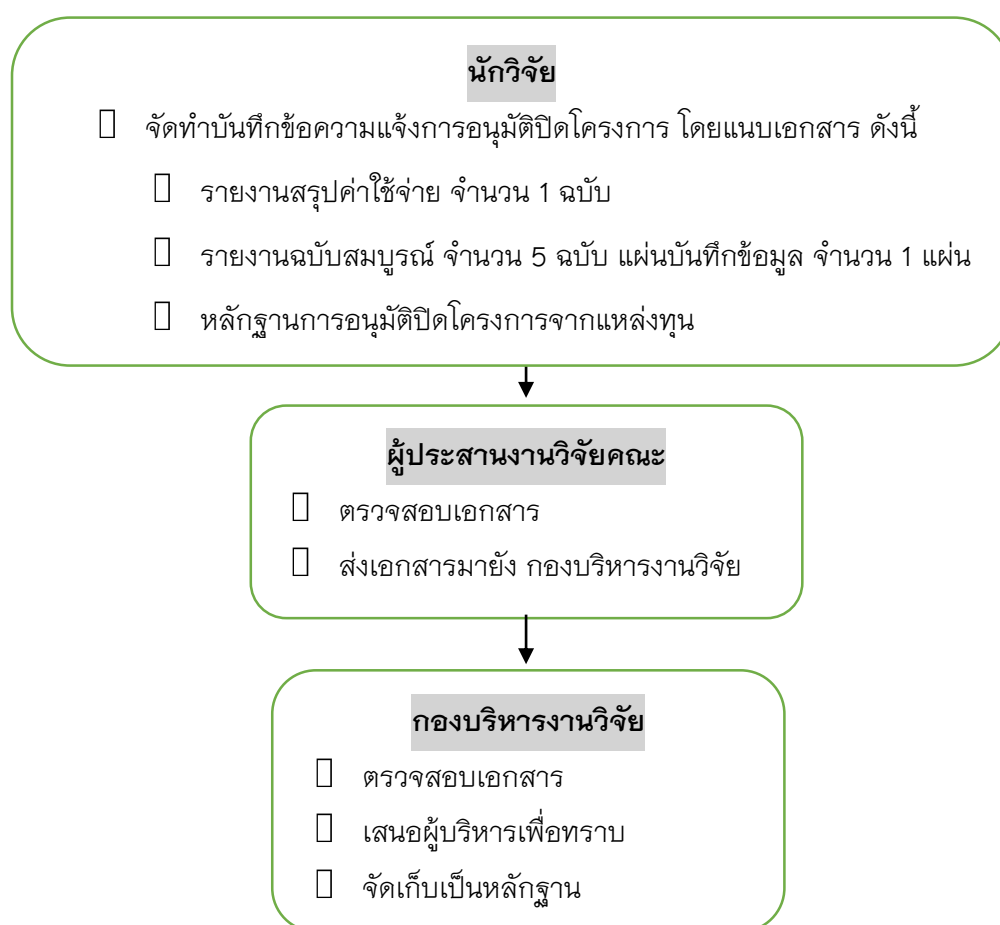 นักวิจัย
จัดทำบันทึกข้อความแจ้งการอนุมัติปิดโครงการ โดยแนบเอกสาร ดังนี้
รายงานสรุปค่าใช้จ่าย จำนวน 1 ฉบับ
รายงานฉบับสมบูรณ์ จำนวน 5 ฉบับ แผ่นบันทึกข้อมูล จำนวน 1 แผ่น
หลักฐานการอนุมัติปิดโครงการจากแหล่งทุน
ผู้ประสานงานวิจัยคณะ
ตรวจสอบเอกสาร
ส่งเอกสารมายัง กองบริหารงานวิจัย
กองบริหารงานวิจัย
ตรวจสอบเอกสาร
เสนอผู้บริหารเพื่อทราบ
จัดเก็บเป็นหลักฐาน